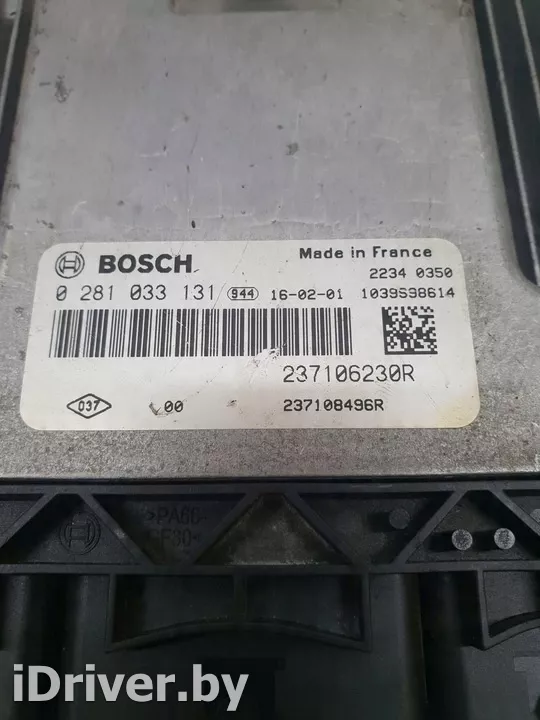 BOSCH
Made in France
2234 0350
0 281 033 131 944 16-02-01 1039S98614
237106230R
037 00 237108496R
>PA66-
iDriver.by